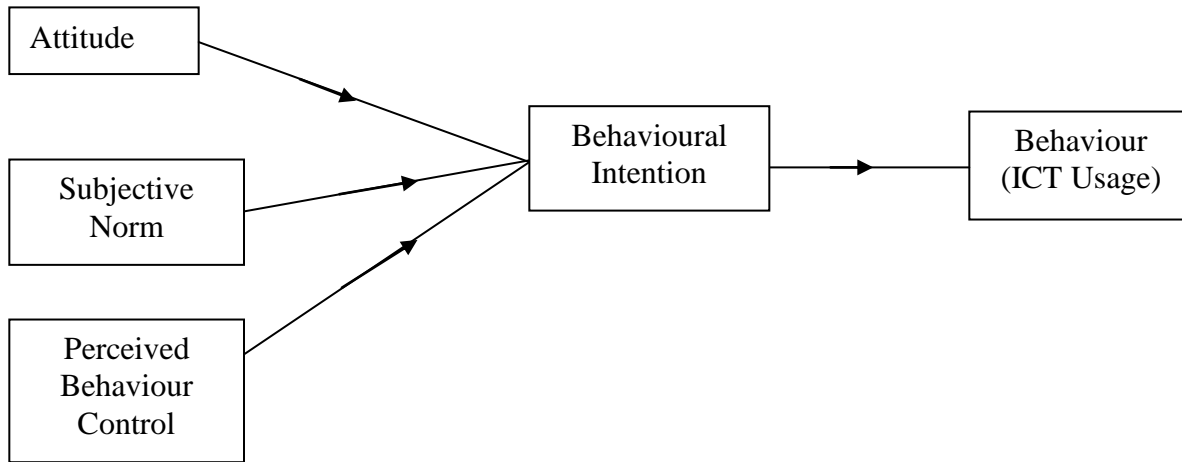 Attitude
Subjective
Norm
Perceived
Behaviour
Control
Behavioural
Intention
Behaviour
(ICT Usage)